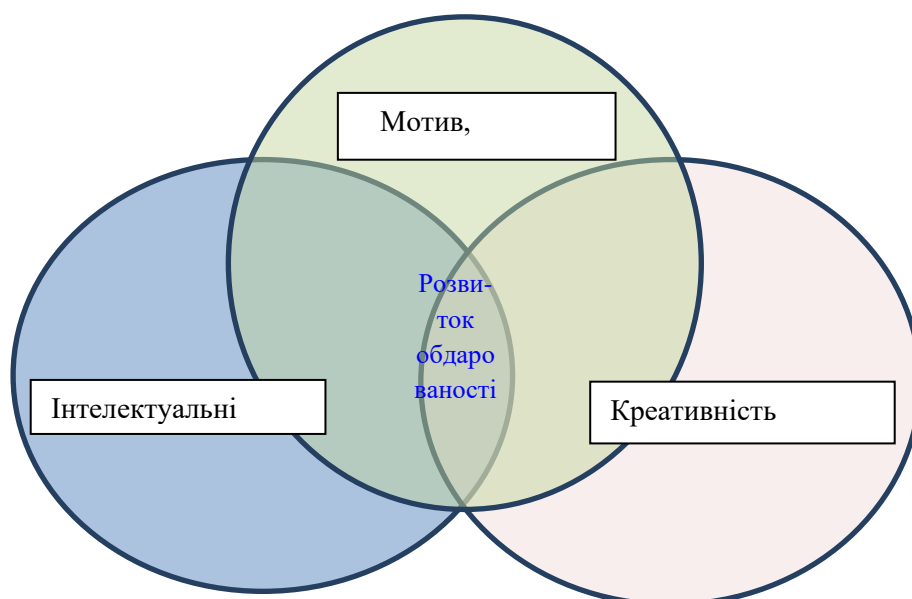 Мотив,
Розви-
ток
обдаро
ваності
Інтелектуальні
Креативність